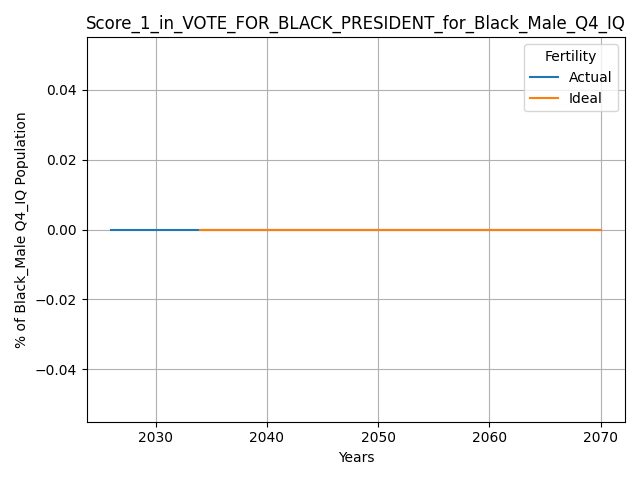 Score_1_in_VOTE_FOR_BLACK_PRESIDENT_for_Black_Male_Q4_IQ
Fertility
Actual
Ideal
% of Black_Male Q4_IQ Population
0.04
0.02
0.00
−0.02
−0.04
2030 2040 2050 2060 2070
Years